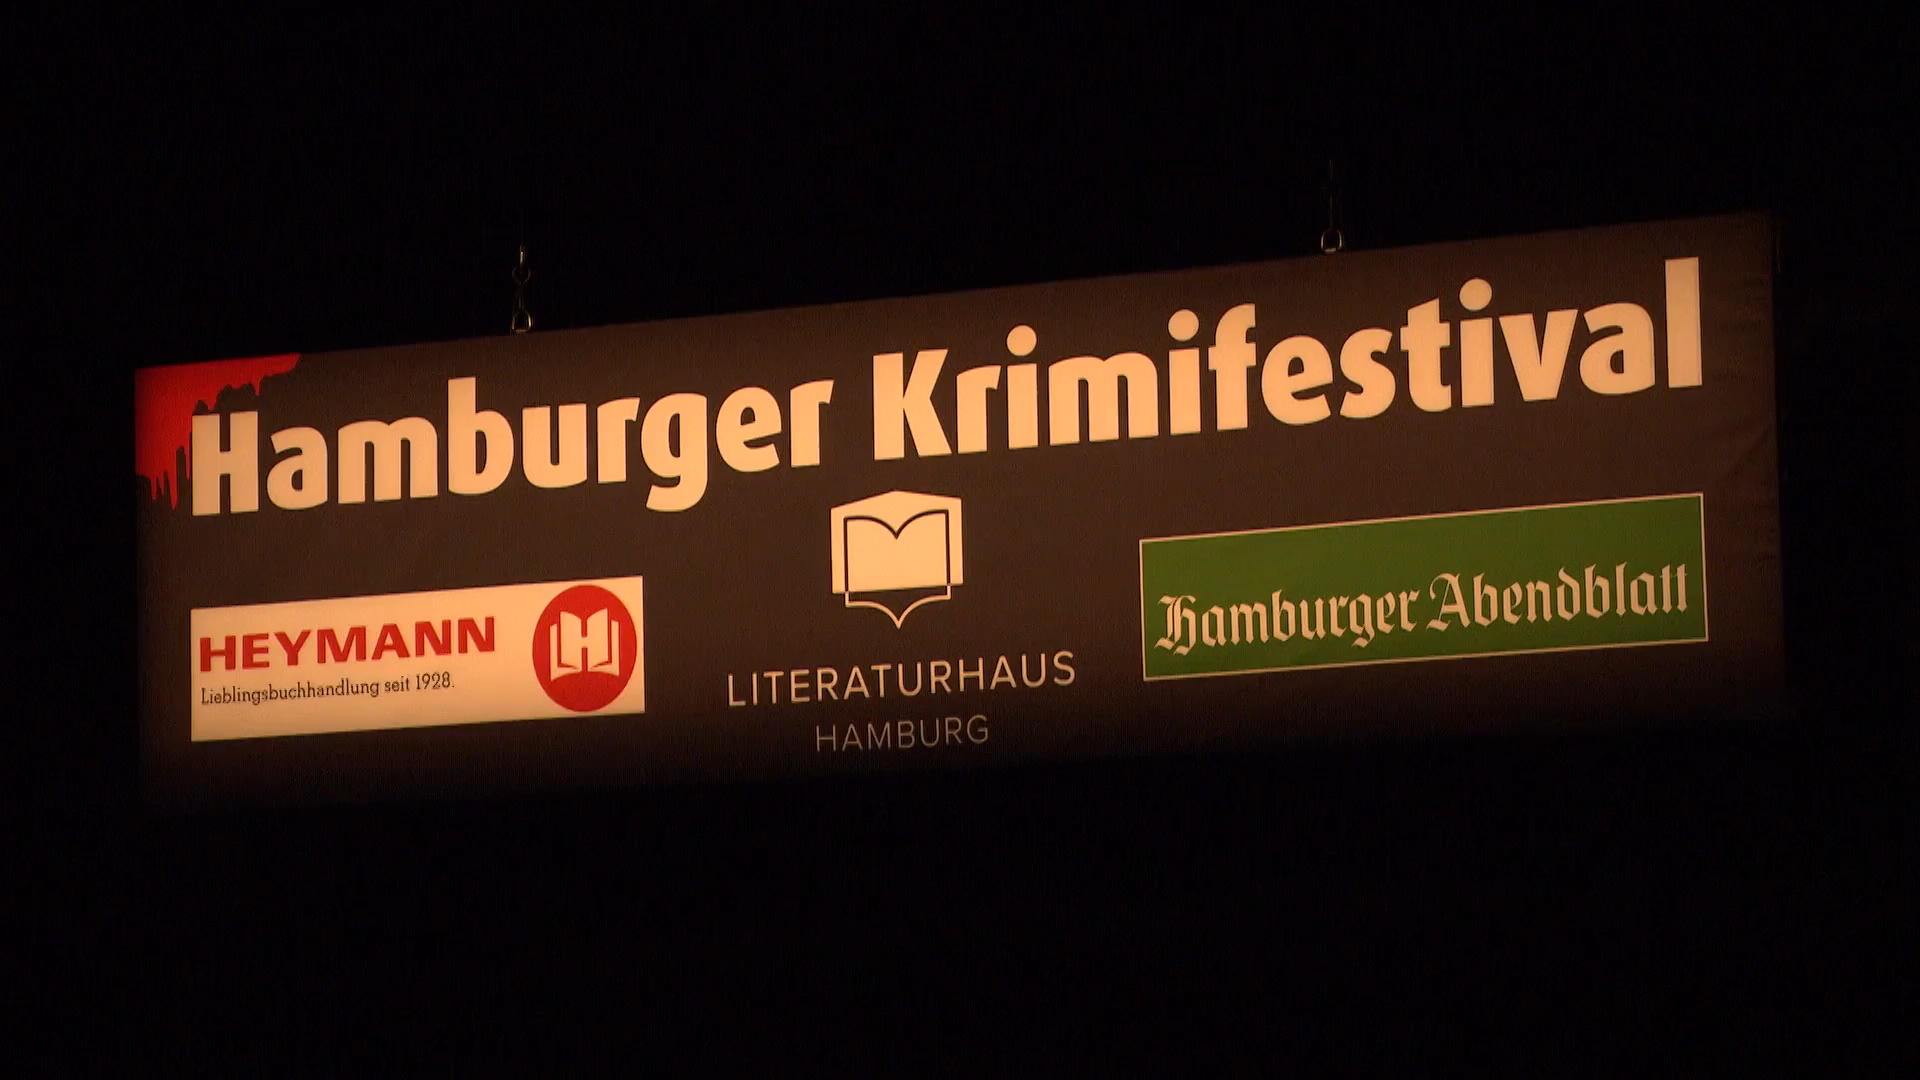 Hamburger Krimifestival
HEYMANN
Lieblingsbuchhandlung seit 1928.
LITERATURHAUS
HAMBURG
Hamburger Abendblatt